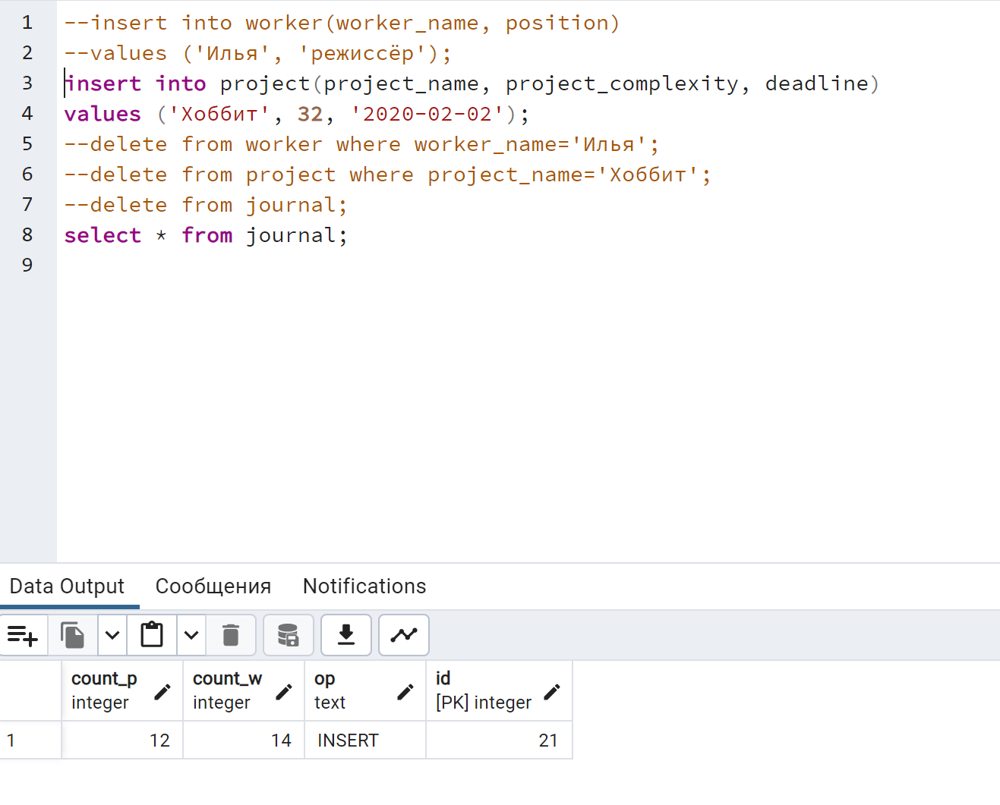 1 --insert into worker(worker_name, position)
2 --values ('Илья', 'режиссёр');
3 insert into project(project_name, project_complexity, deadline)
4 values ('Хоббит', 32, '2020-02-02');
5 --delete from worker where worker_name='Илья';
6 --delete from project where project_name='Хоббит';
7 --delete from journal;
8 select * from journal;
9
Data Output Сообщения Notifications
count_p count_w op id
integer integer text [PK] integer
1 12 14 INSERT 21